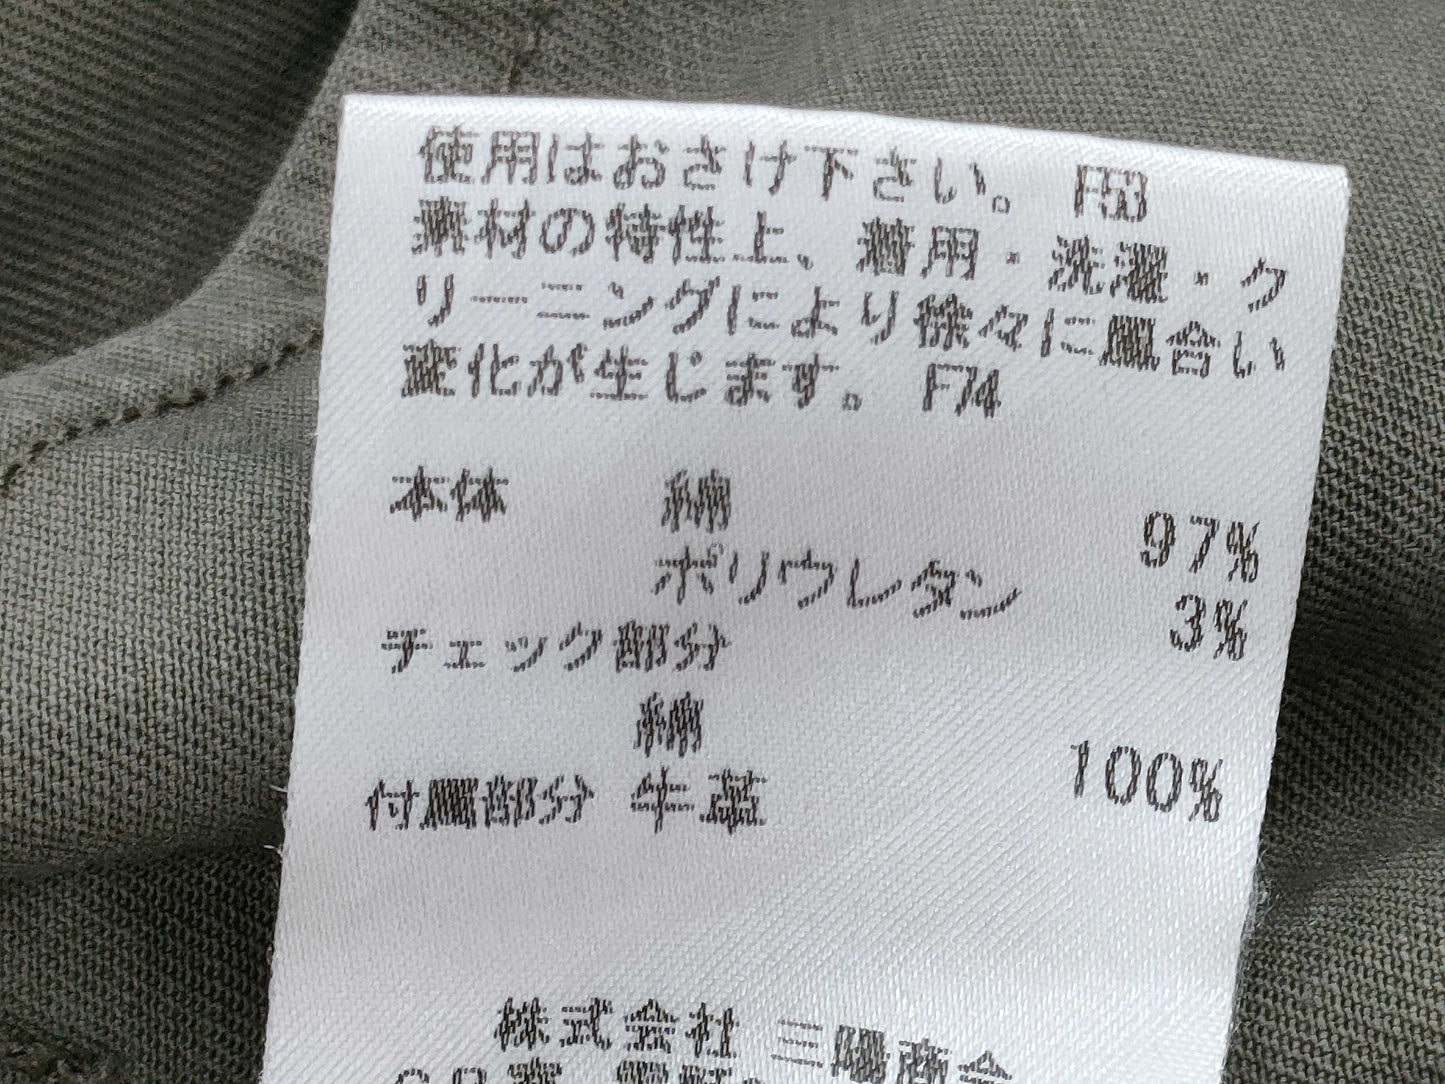 使用はおさけ下さい。 F53
素材の特性上、着用・洗濯・ク
リーニングにより徐々に風合い
変化が生じます。 F74
本体 綿 97%
ポリウレタン 3%
チェック部分
綿 100%
付属部分 牛革
株式会社 三陽商会